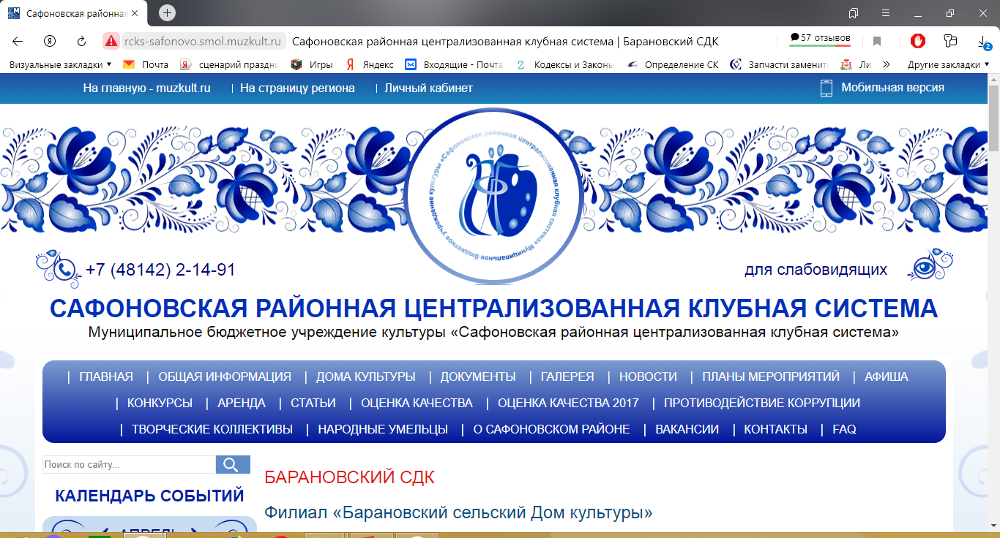 Сафоновская районная
rcks-safonovo.smol.muzkult.ru Сафоновская районная централизованная клубная система | Барановский СДК 57 отзывов 2
Визуальные закладки Почта сценарий праздни Игры Яндекс Входящие - Почта Кодексы и Законы Определение СК Запчасти заменит Ли Другие закладки
На главную - muzkult.ru | На страницу региона | Личный кабинет Мобильная версия
Муниципальное бюджетное учреждение культуры «Сафоновская районная централизованная клубная система»
+7 (48142) 2-14-91 для слабовидящих
САФОНОВСКАЯ РАЙОННАЯ ЦЕНТРАЛИЗОВАННАЯ КЛУБНАЯ СИСТЕМА
Муниципальное бюджетное учреждение культуры «Сафоновская районная централизованная клубная система»
| ГЛАВНАЯ | ОБЩАЯ ИНФОРМАЦИЯ | ДОМА КУЛЬТУРЫ | ДОКУМЕНТЫ | ГАЛЕРЕЯ | НОВОСТИ | ПЛАНЫ МЕРОПРИЯТИЙ | АФИША
| КОНКУРСЫ | АРЕНДА | СТАТЬИ | ОЦЕНКА КАЧЕСТВА | ОЦЕНКА КАЧЕСТВА 2017 | ПРОТИВОДЕЙСТВИЕ КОРРУПЦИИ
| ТВОРЧЕСКИЕ КОЛЛЕКТИВЫ | НАРОДНЫЕ УМЕЛЬЦЫ | О САФОНОВСКОМ РАЙОНЕ | ВАКАНСИИ | КОНТАКТЫ | FAQ
Поиск по сайту...
БАРАНОВСКИЙ СДК
КАЛЕНДАРЬ СОБЫТИЙ
Филиал «Барановский сельский Дом культуры»
АПРЕЛЬ